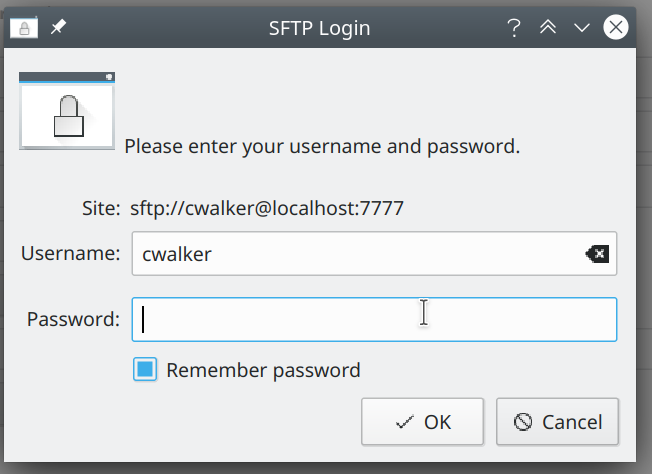 SFTP Login
Please enter your username and password.
Site: sftp://cwalker@localhost:7777
Username: cwalker
Password:
Remember password
OK Cancel